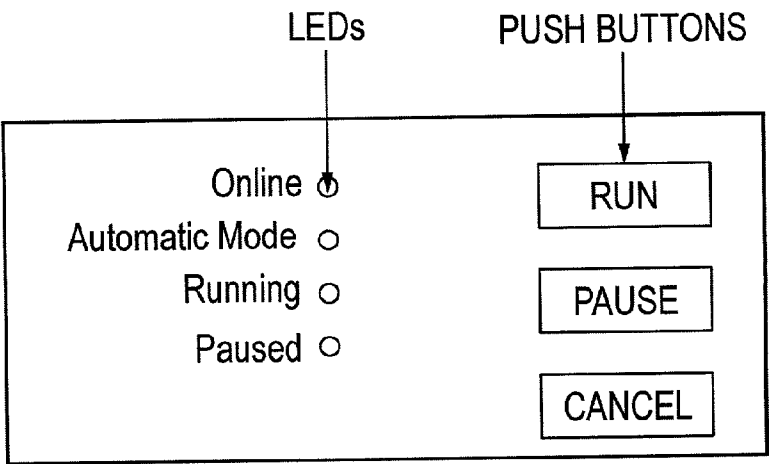 LEDs
PUSH BUTTONS
Online
RUN
Automatic Mode
Running
PAUSE
Paused
CANCEL